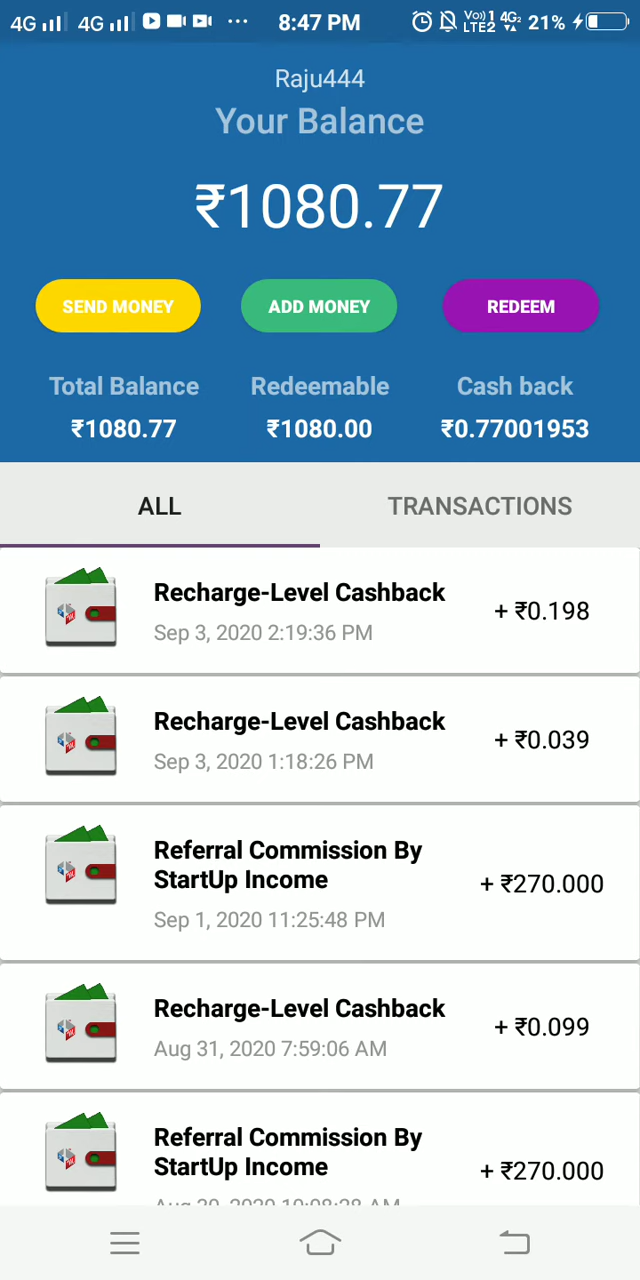 4G 4G ... 8:47 PM Vo)) 1 LTE2 4G2 21%
Raju444
Your Balance
₹1080.77
SEND MONEY ADD MONEY REDEEM
Total Balance Redeemable Cash back
₹1080.77 ₹1080.00 ₹0.77001953
ALL TRANSACTIONS
Recharge-Level Cashback
+ ₹0.198
Sep 3, 2020 2:19:36 PM
Recharge-Level Cashback
+ ₹0.039
Sep 3, 2020 1:18:26 PM
Referral Commission By
StartUp Income
+ ₹270.000
Sep 1, 2020 11:25:48 PM
Recharge-Level Cashback
+ ₹0.099
Aug 31, 2020 7:59:06 AM
Referral Commission By
StartUp Income
+ ₹270.000